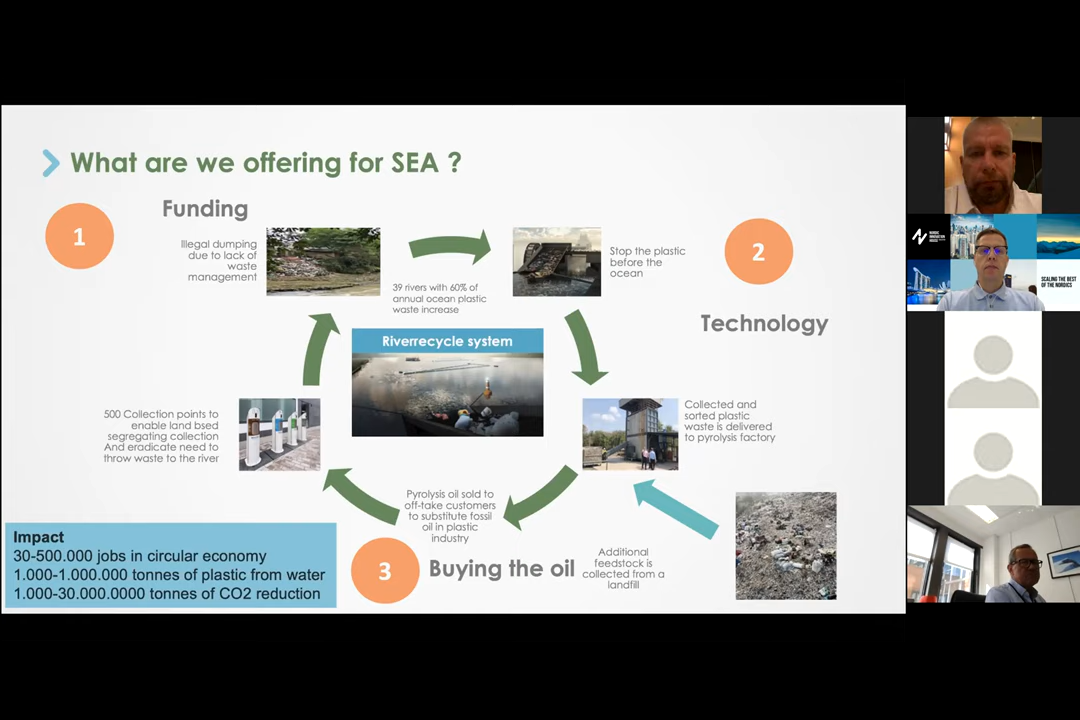 What are we offering for SEA ?
1
Funding
Illegal dumping
due to lack of
waste
management
39 rivers with 60% of
annual ocean plastic
waste increase
Stop the plastic
before the
ocean
2
Technology
Riverrecycle system
500 Collection points to
enable land bsed
segregating collection
And eradicate need to
throw waste to the river
Collected and
sorted plastic
waste is delivered
to pyrolysis factory
Pyrolysis oil sold to
off-take customers
to substitute fossil
oil in plastic
industry
3
Buying the oil
Additional
feedstock is
collected from a
landfill
Impact
30-500.000 jobs in circular economy
1.000-1.000.000 tonnes of plastic from water
1.000-30.000.0000 tonnes of CO2 reduction
NORDIC
INNOVATION
HOUSE
SCALING THE BEST
OF THE NORDICS